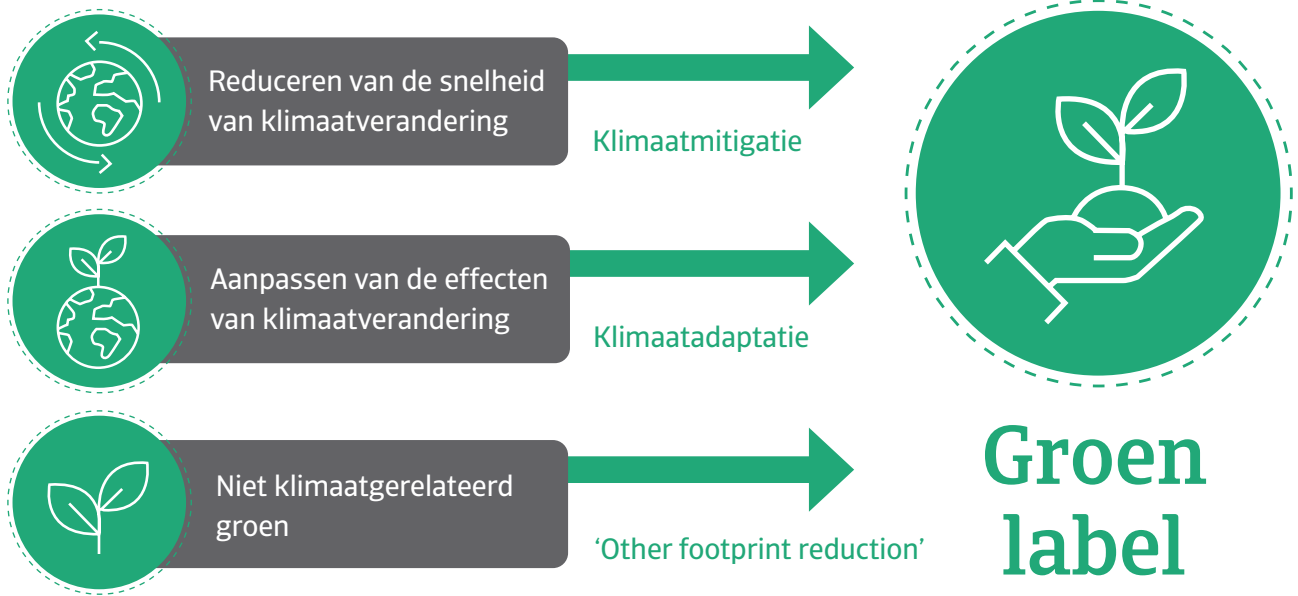 Reduceren van de snelheid
van klimaatverandering
Klimaatmitigatie
Aanpassen van de effecten
van klimaatverandering
Klimaatadaptatie
Niet klimaatgerelateerd
groen
‘Other footprint reduction’
Groen
label